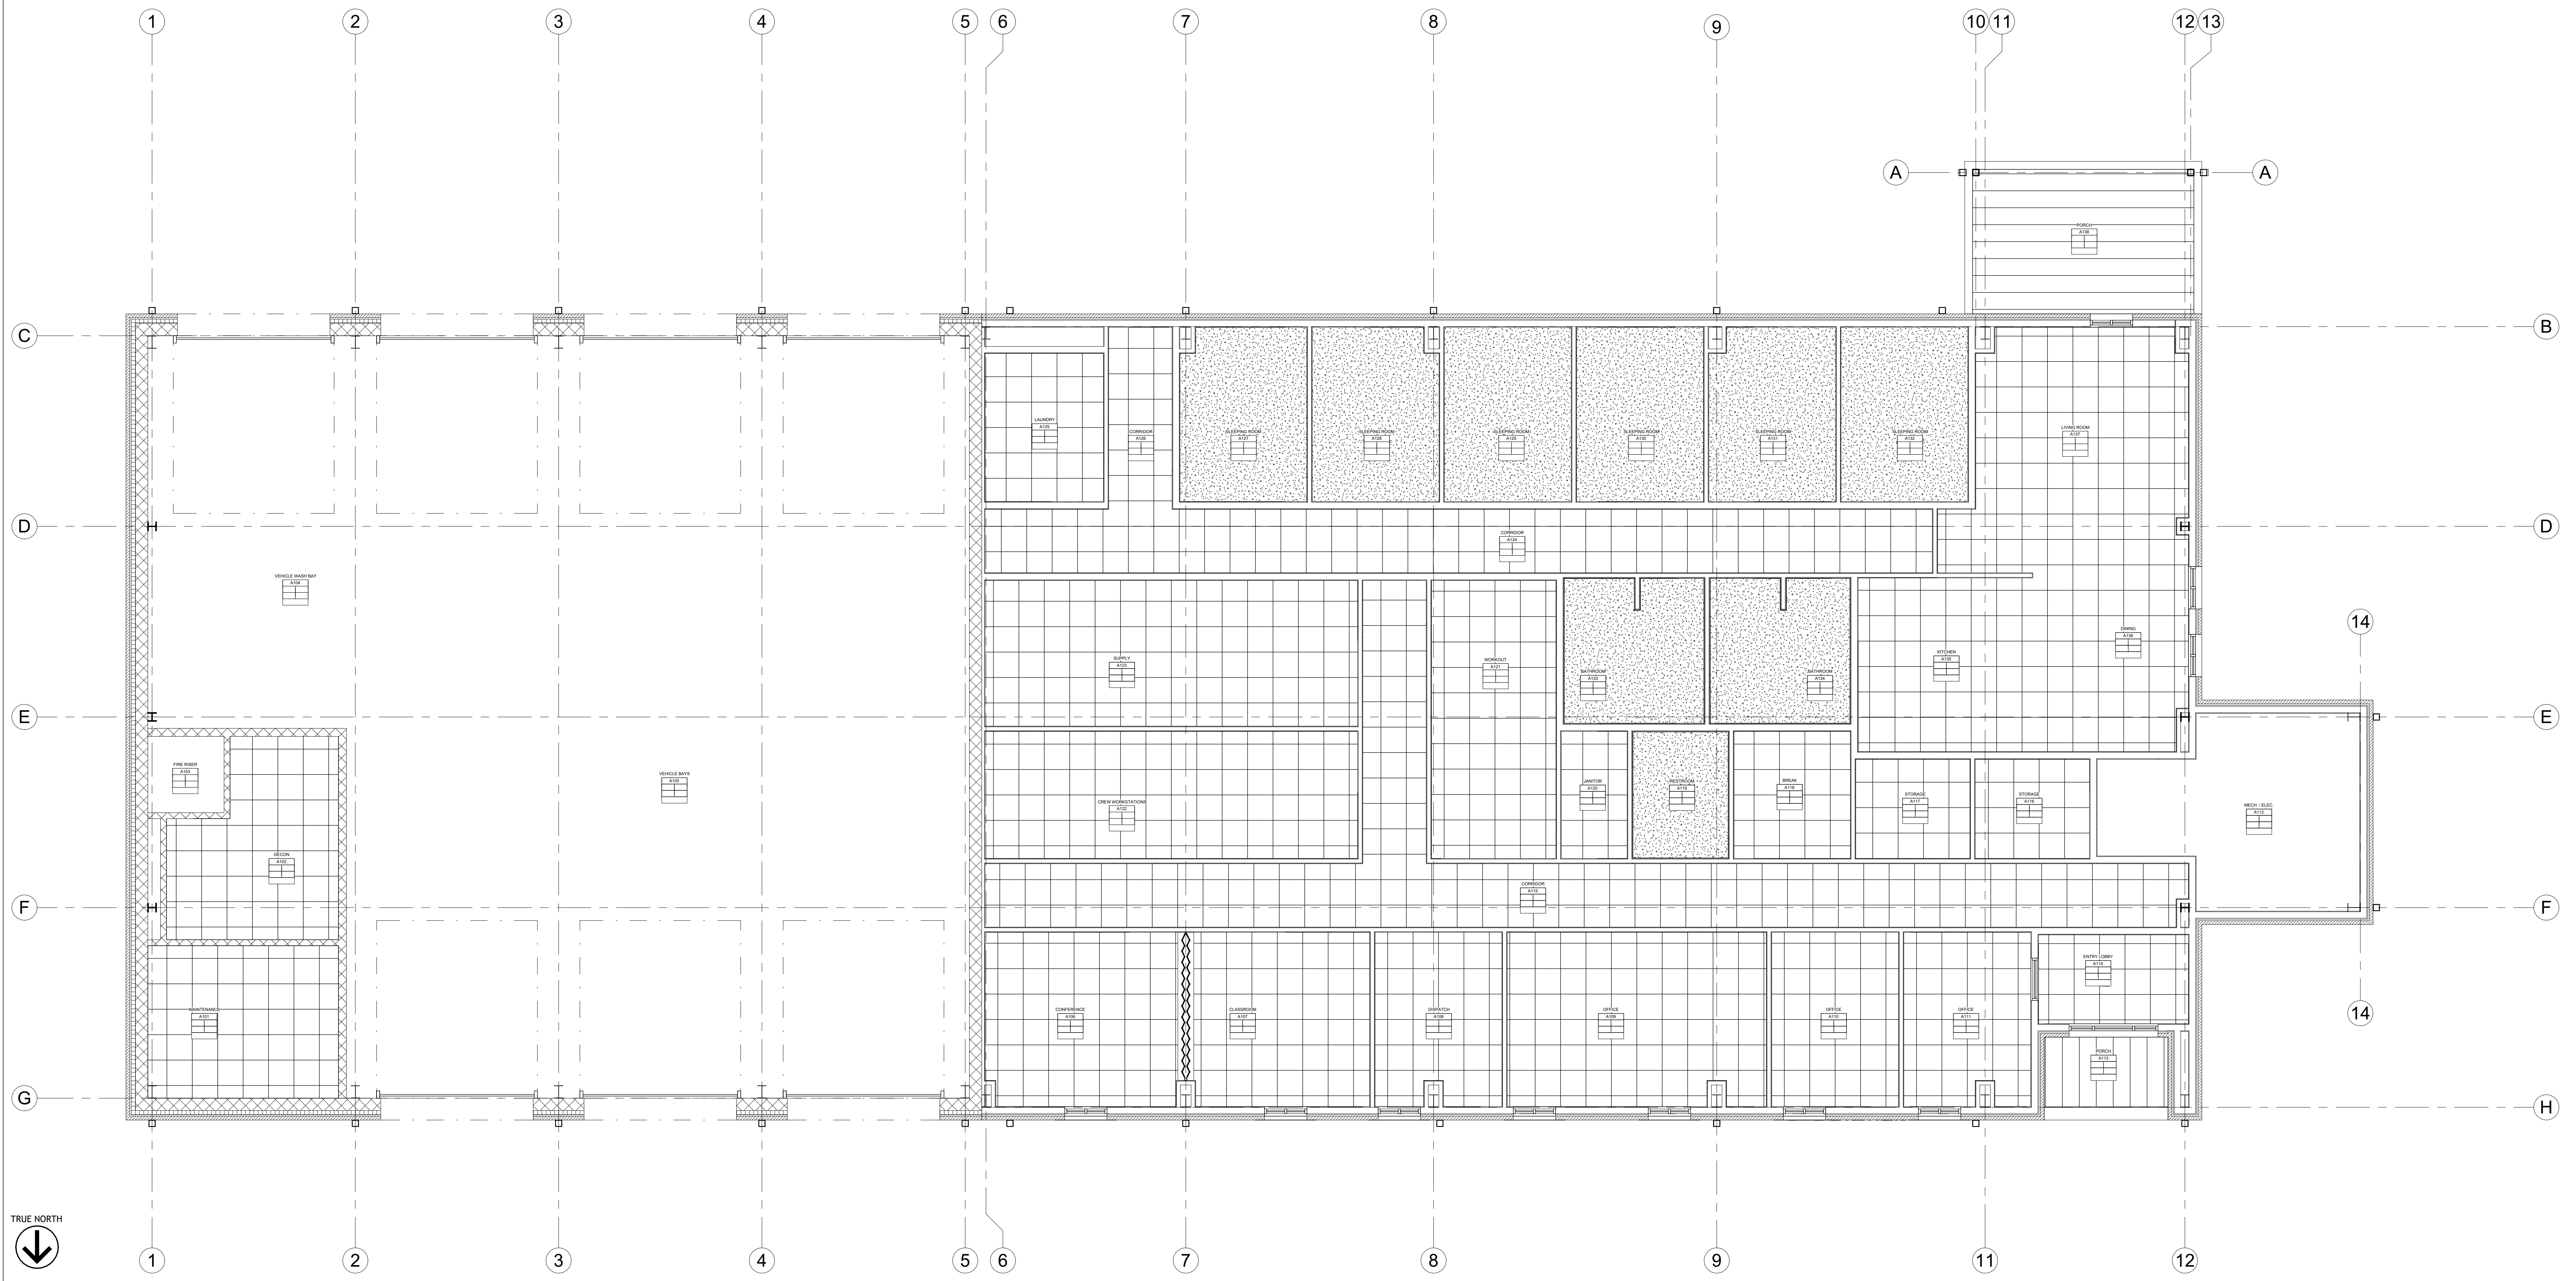 1 2 3 4 5 6 7 8 9 10 11 12 13
A A
PORCH
A138
C B
LAUNDRY
A125
CORRIDOR
A126
SLEEPING ROOM
A127
SLEEPING ROOM
A128
SLEEPING ROOM
A129
SLEEPING ROOM
A130
SLEEPING ROOM
A131
SLEEPING ROOM
A132
LIVING ROOM
A137
D D
CORRIDOR
A124
VEHICLE WASH BAY
A104
14
SUPPLY
A123
WORKOUT
A121
BATHROOM
A133
BATHROOM
A134
KITCHEN
A135
DINING
A136
E E
FIRE RISER
A103
VEHICLE BAYS
A105
CREW WORKSTATIONS
A122
JANITOR
A120
RESTROOM
A119
BREAK
A118
STORAGE
A117
STORAGE
A116
MECH. / ELEC.
A112
DECON
A102
CORRIDOR
A115
F F
ENTRY LOBBY
A114
MAINTENANCE
A101
CONFERENCE
A106
CLASSROOM
A107
DISPATCH
A108
OFFICE
A109
OFFICE
A110
OFFICE
A111
14
PORCH
A113
G H
TRUE NORTH
1 2 3 4 5 6 7 8 9 11 12